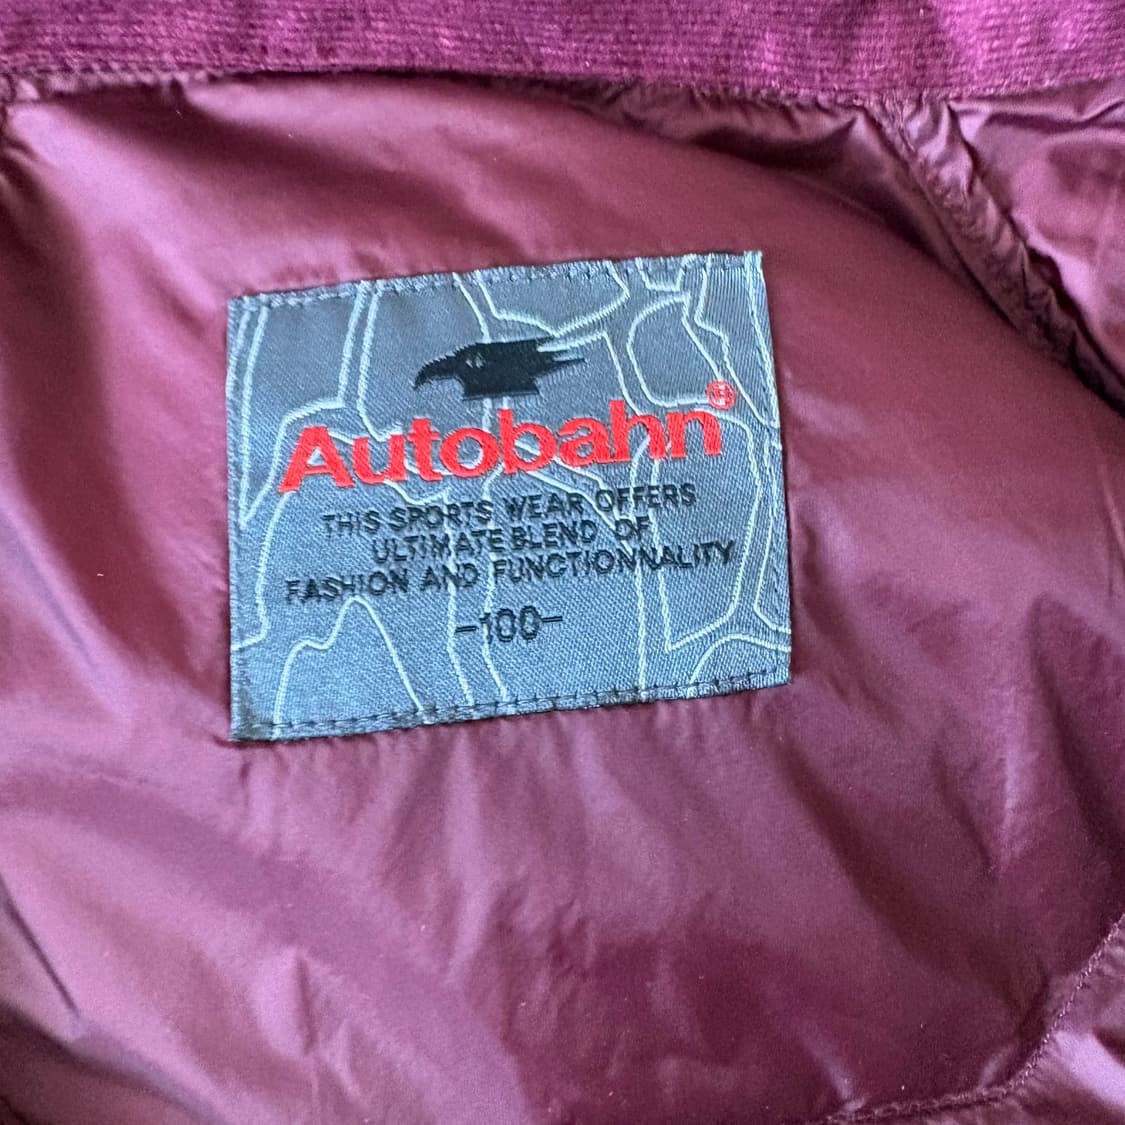 Autobahn®
THIS SPORTS WEAR OFFERS
ULTIMATE BLEND OF
FASHION AND FUNCTIONNALITY
-100-